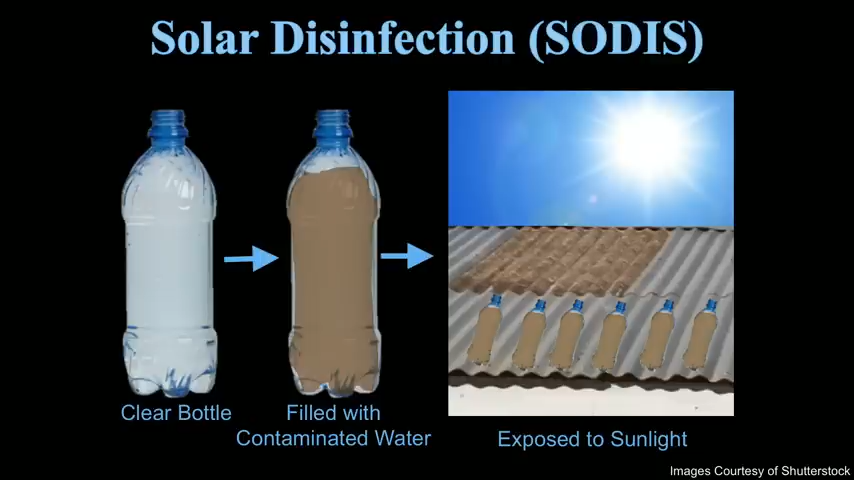 Solar Disinfection (SODIS)
Clear Bottle
Filled with
Contaminated Water
Exposed to Sunlight
Images Courtesy of Shutterstock